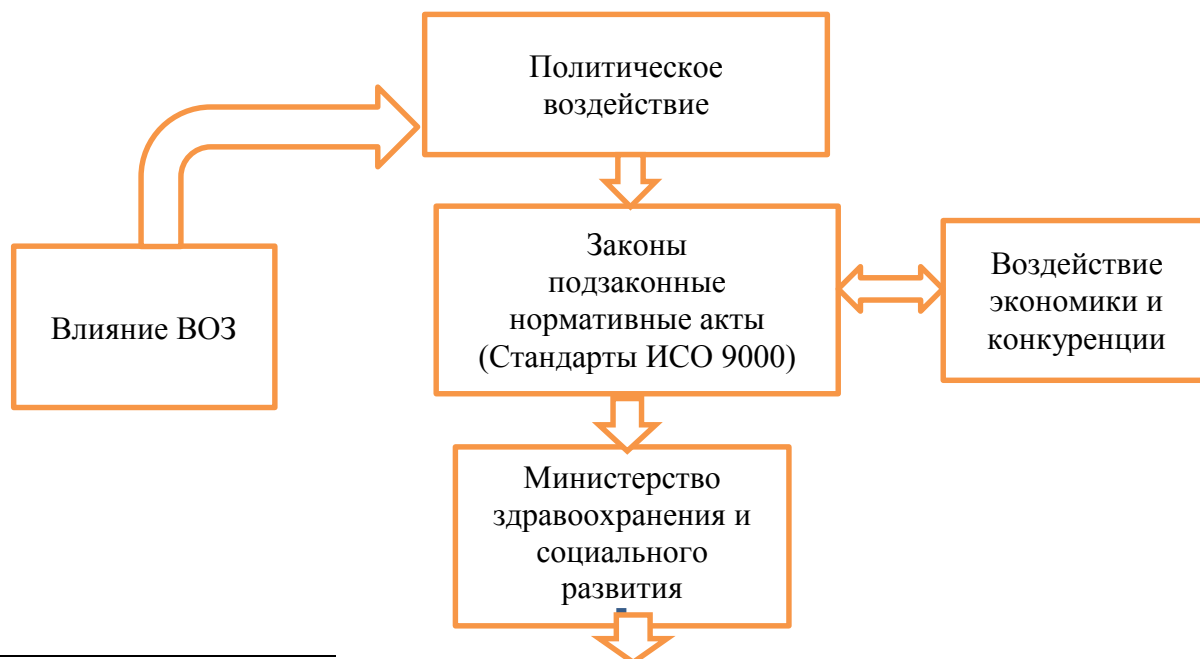 Политическое
воздействие
Законы
подзаконные
нормативные акты
(Стандарты ИСО 9000)
Воздействие
экономики и
конкуренции
Влияние ВОЗ
Министерство
здравоохранения и
социального
развития